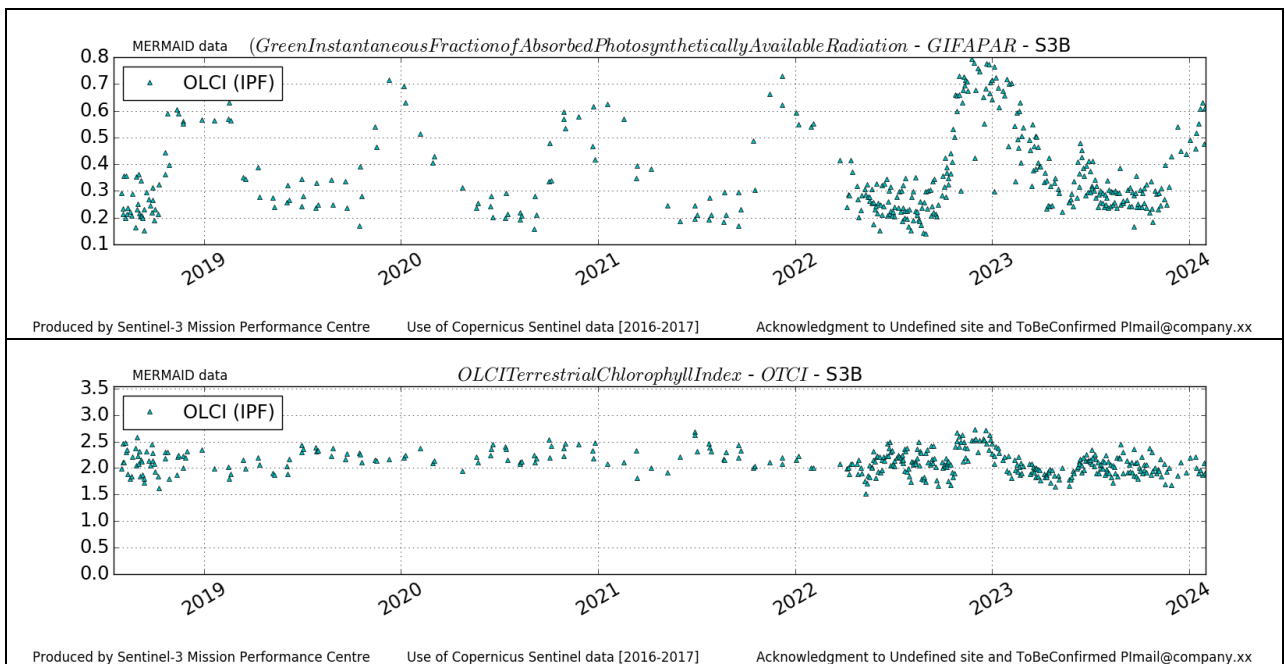 MERMAID data (GreenInstantaneousFractionofAbsorbedPhotosyntheticallyAvailableRadiation - GIFAPAR - S3B
0.8
OLCI (IPF)
0.7
0.6
0.5
0.4
0.3
0.2
0.1
2019 2020 2021 2022 2023 2024
Produced by Sentinel-3 Mission Performance Centre Use of Copernicus Sentinel data [2016-2017] Acknowledgment to Undefined site and ToBeConfirmed PImail@company.xx
MERMAID data OLCITerrestrialChlorophyllIndex - OTCI - S3B
3.5
OLCI (IPF)
3.0
2.5
2.0
1.5
1.0
0.5
0.0
2019 2020 2021 2022 2023 2024
Produced by Sentinel-3 Mission Performance Centre Use of Copernicus Sentinel data [2016-2017] Acknowledgment to Undefined site and ToBeConfirmed PImail@company.xx